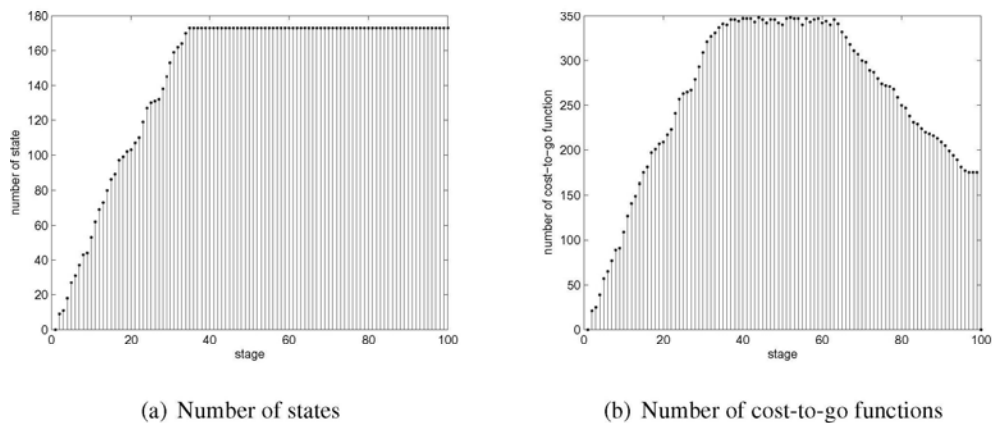 180
160
140
120
100
80
60
40
20
0
number of state
0 20 40 60 80 100
stage
(a) Number of states
350
300
250
200
150
100
50
0
number of cost-to-go function
0 20 40 60 80 100
stage
(b) Number of cost-to-go functions